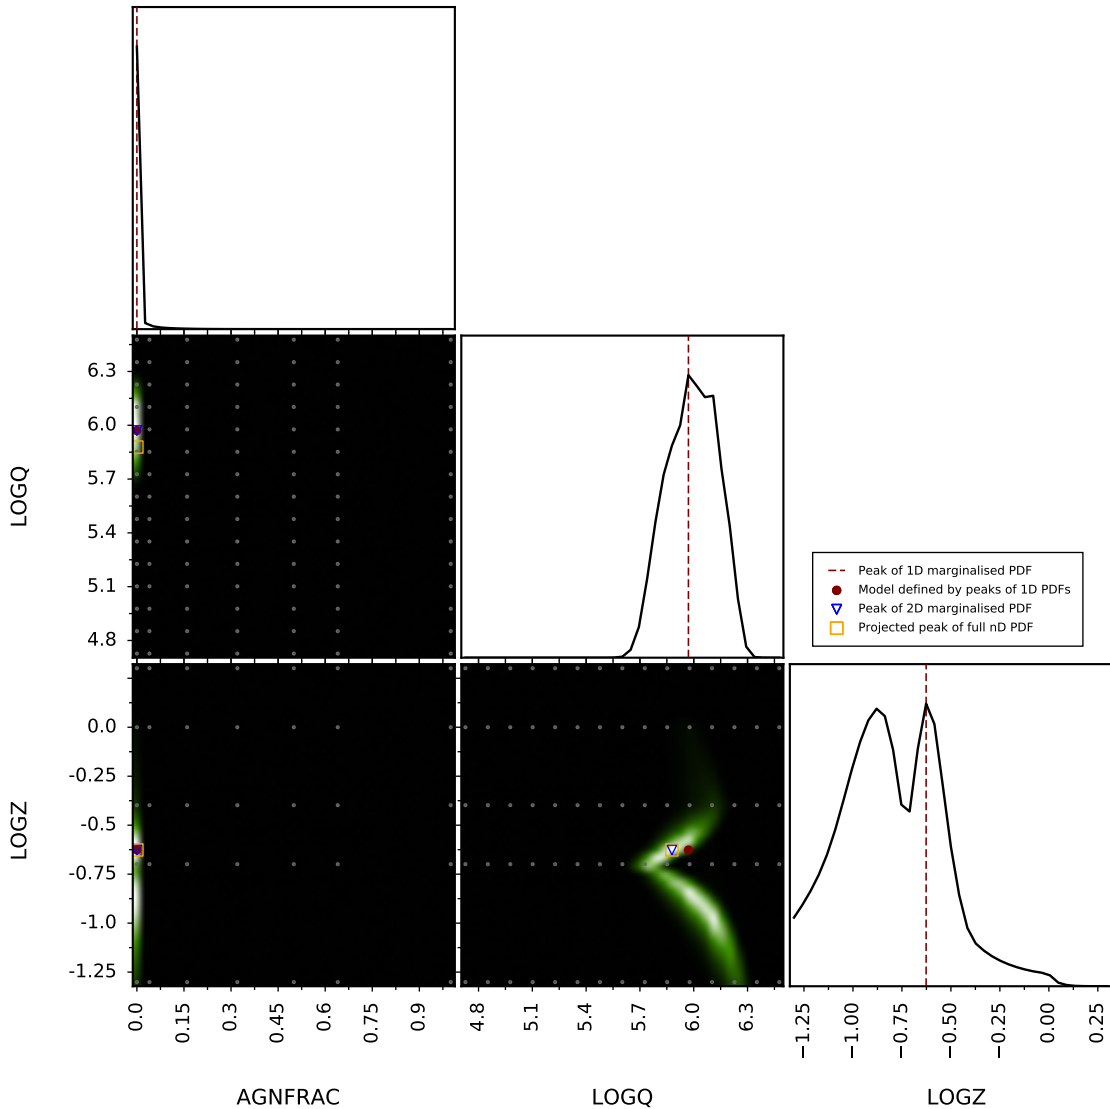 6.3
6.0
5.7
5.4
5.1
4.8
LOGQ
Peak of 1D marginalised PDF
Model defined by peaks of 1D PDFs
Peak of 2D marginalised PDF
Projected peak of full nD PDF
0.0
-0.25
-0.5
-0.75
-1.0
-1.25
LOGZ
0.0 0.15 0.3 0.45 0.6 0.75 0.9
4.8 5.1 5.4 5.7 6.0 6.3
−1.25 −1.00 −0.75 −0.50 −0.25 0.00 0.25
AGNFRAC LOGQ LOGZ